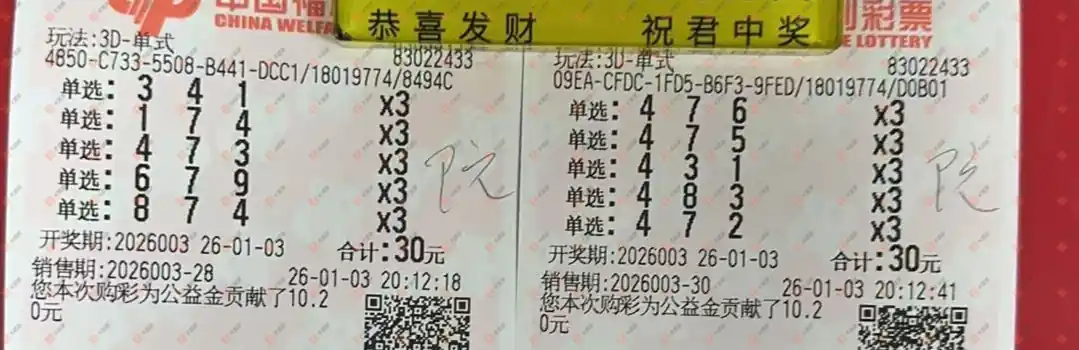 中国福
CHINA WELFA
恭喜发财 祝君中奖
利彩票
E LOTTERY
玩法:3D-单式
83022433
4850-C733-5508-B441-DCC1/18019774/8494C
单选: 3 4 1 x3
单选: 1 7 4 x3
单选: 4 7 3 x3
单选: 6 7 9 x3
单选: 8 7 4 x3
开奖期:2026003 26-01-03 合计:30元
销售期:2026003-28 26-01-03 20:12:18
您本次购彩为公益金贡献了10.2
0元
玩法:3D-单式
83022433
09EA-CFDC-1FD5-B6F3-9FED/18019774/D0B01
单选: 4 7 6 x3
单选: 4 7 5 x3
单选: 4 3 1 x3
单选: 4 8 3 x3
单选: 4 7 2 x3
开奖期:2026003 26-01-03 合计:30元
销售期:2026003-30 26-01-03 20:12:41
您本次购彩为公益金贡献了10.2
0元